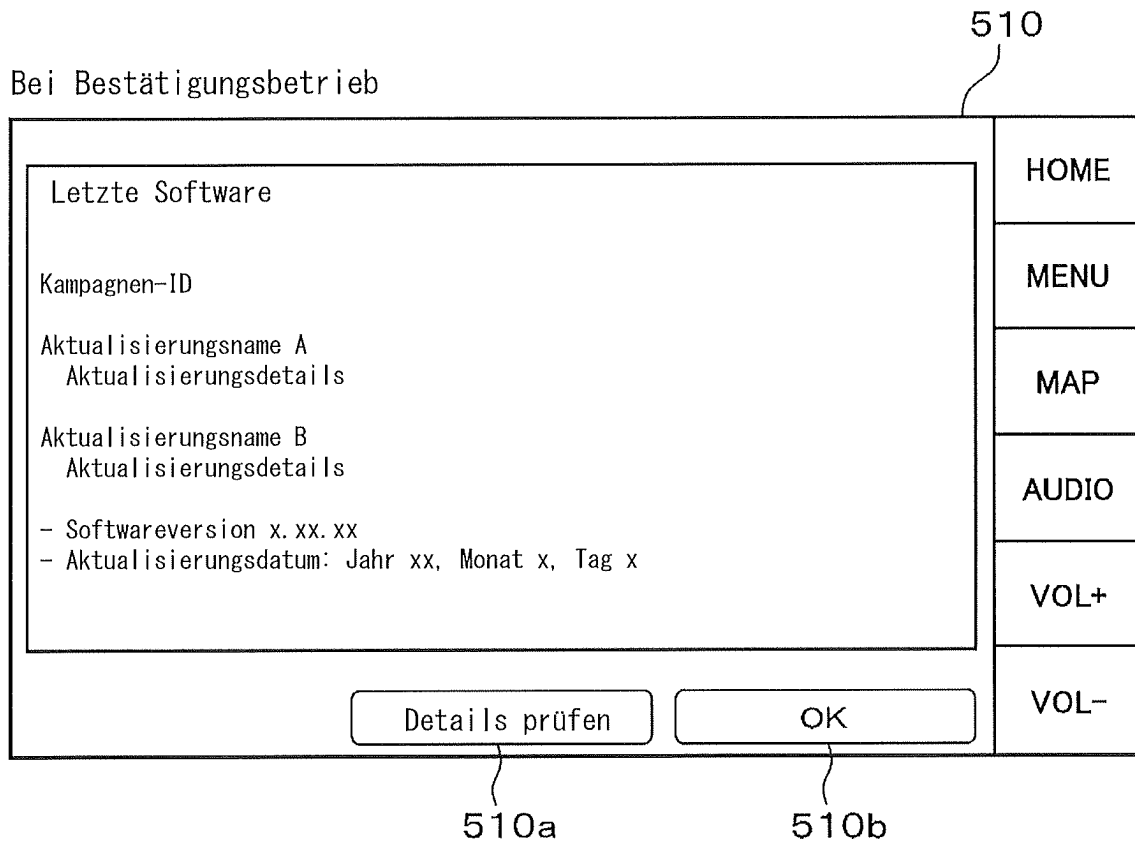 510
Bei Bestätigungsbetrieb
Letzte Software
Kampagnen-ID
Aktualisierungsname A
Aktualisierungsdetails
Aktualisierungsname B
Aktualisierungsdetails
- Softwareversion x.xx.xx
- Aktualisierungsdatum: Jahr xx, Monat x, Tag x
Details prüfen
OK
HOME
MENU
MAP
AUDIO
VOL+
VOL-
510a
510b